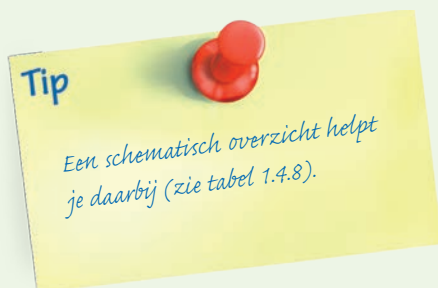 Tip
Een schematisch overzicht helpt
je daarbij (zie tabel 1.4.8).